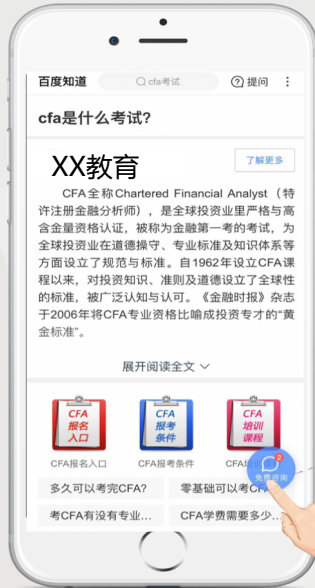 百度知道
cfa考试
提问
cfa是什么考试?
XX教育
了解更多
CFA全称Chartered Financial Analyst（特
许注册金融分析师），是全球投资业里严格与高
含金量资格认证，被称为金融第一考的考试，为
全球投资业在道德操守、专业标准及知识体系等
方面设立了规范与标准。自1962年设立CFA课
程以来，对投资知识、准则及道德设立了全球性
的标准，被广泛认知与认可。《金融时报》杂志
于2006年将CFA专业资格比喻成投资专才的“黄
金标准”。
展开阅读全文
CFA
报名
入口
CFA
报考
条件
CFA
培训
课程
CFA报名入口
CFA报考条件
CFA培
2
免费咨询
多久可以考完CFA?
零基础可以考CFA
考CFA有没有专业...
CFA学费需要多少...